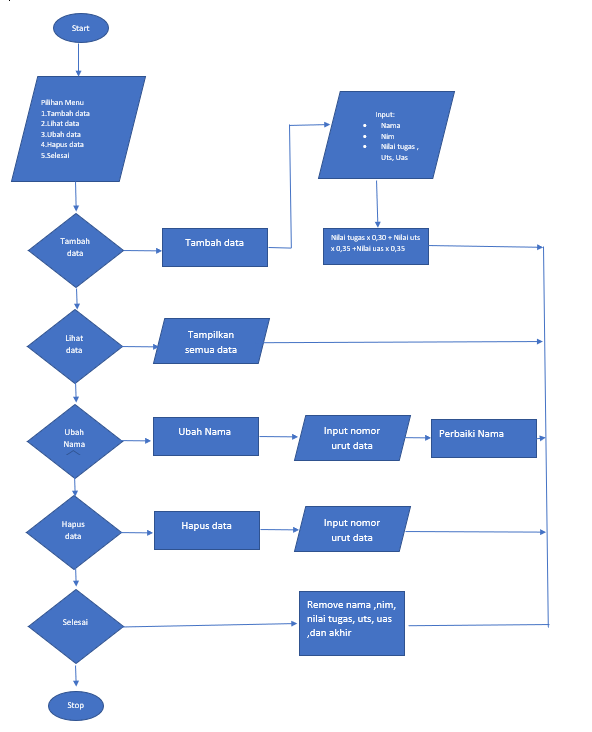 Start
Pilihan Menu
1.Tambah data
2.Lihat data
3.Ubah data
4.Hapus data
5.Selesai
Input:
• Nama
• Nim
• Nilai tugas ,
Uts, Uas
Tambah
data
Tambah data
Nilai tugas x 0,30 + Nilai uts
x 0,35 +Nilai uas x 0,35
Lihat
data
Tampilkan
semua data
Ubah
Nama
Ubah Nama
Input nomor
urut data
Perbaiki Nama
Hapus
data
Hapus data
Input nomor
urut data
Selesai
Remove nama ,nim,
nilai tugas, uts, uas
,dan akhir
Stop